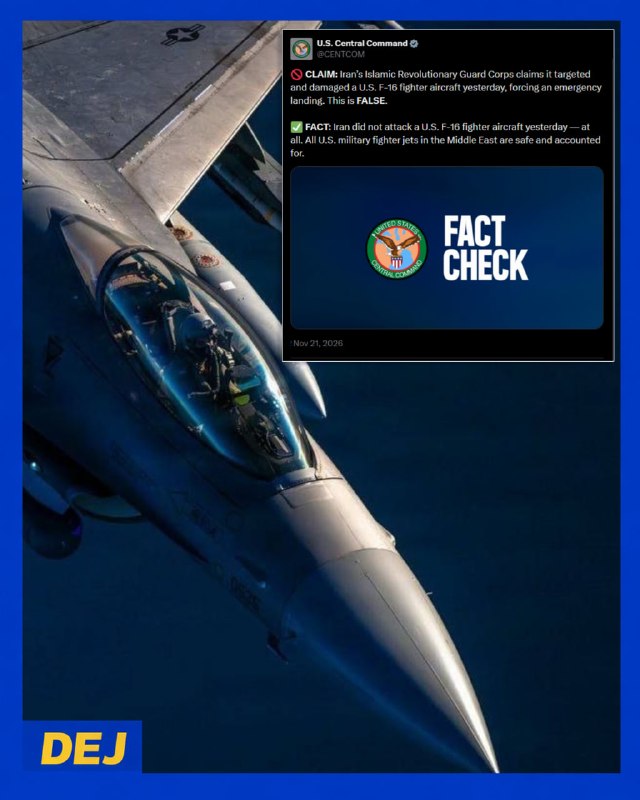 U.S. Central Command
@CENTCOM
🚫 CLAIM: Iran's Islamic Revolutionary Guard Corps claims it targeted
and damaged a U.S. F-16 fighter aircraft yesterday, forcing an emergency
landing. This is FALSE.
✅ FACT: Iran did not attack a U.S. F-16 fighter aircraft yesterday — at
all. All U.S. military fighter jets in the Middle East are safe and accounted
for.
UNITED STATES
CENTRAL COMMAND
FACT
CHECK
Nov 21, 2026
DEJ